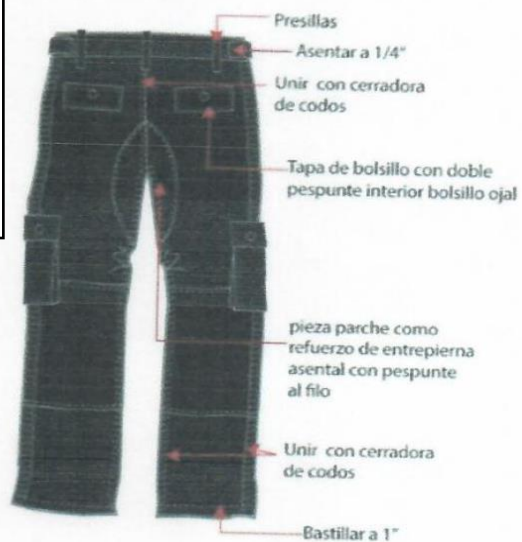 Presillas
Asentar a 1/4"
Unir con cerradora
de codos
Tapa de bolsillo con doble
pespunte interior bolsillo ojal
pieza parche como
refuerzo de entrepierna
asental con pespunte
al filo
Unir con cerradora
de codos
Bastillar a 1"